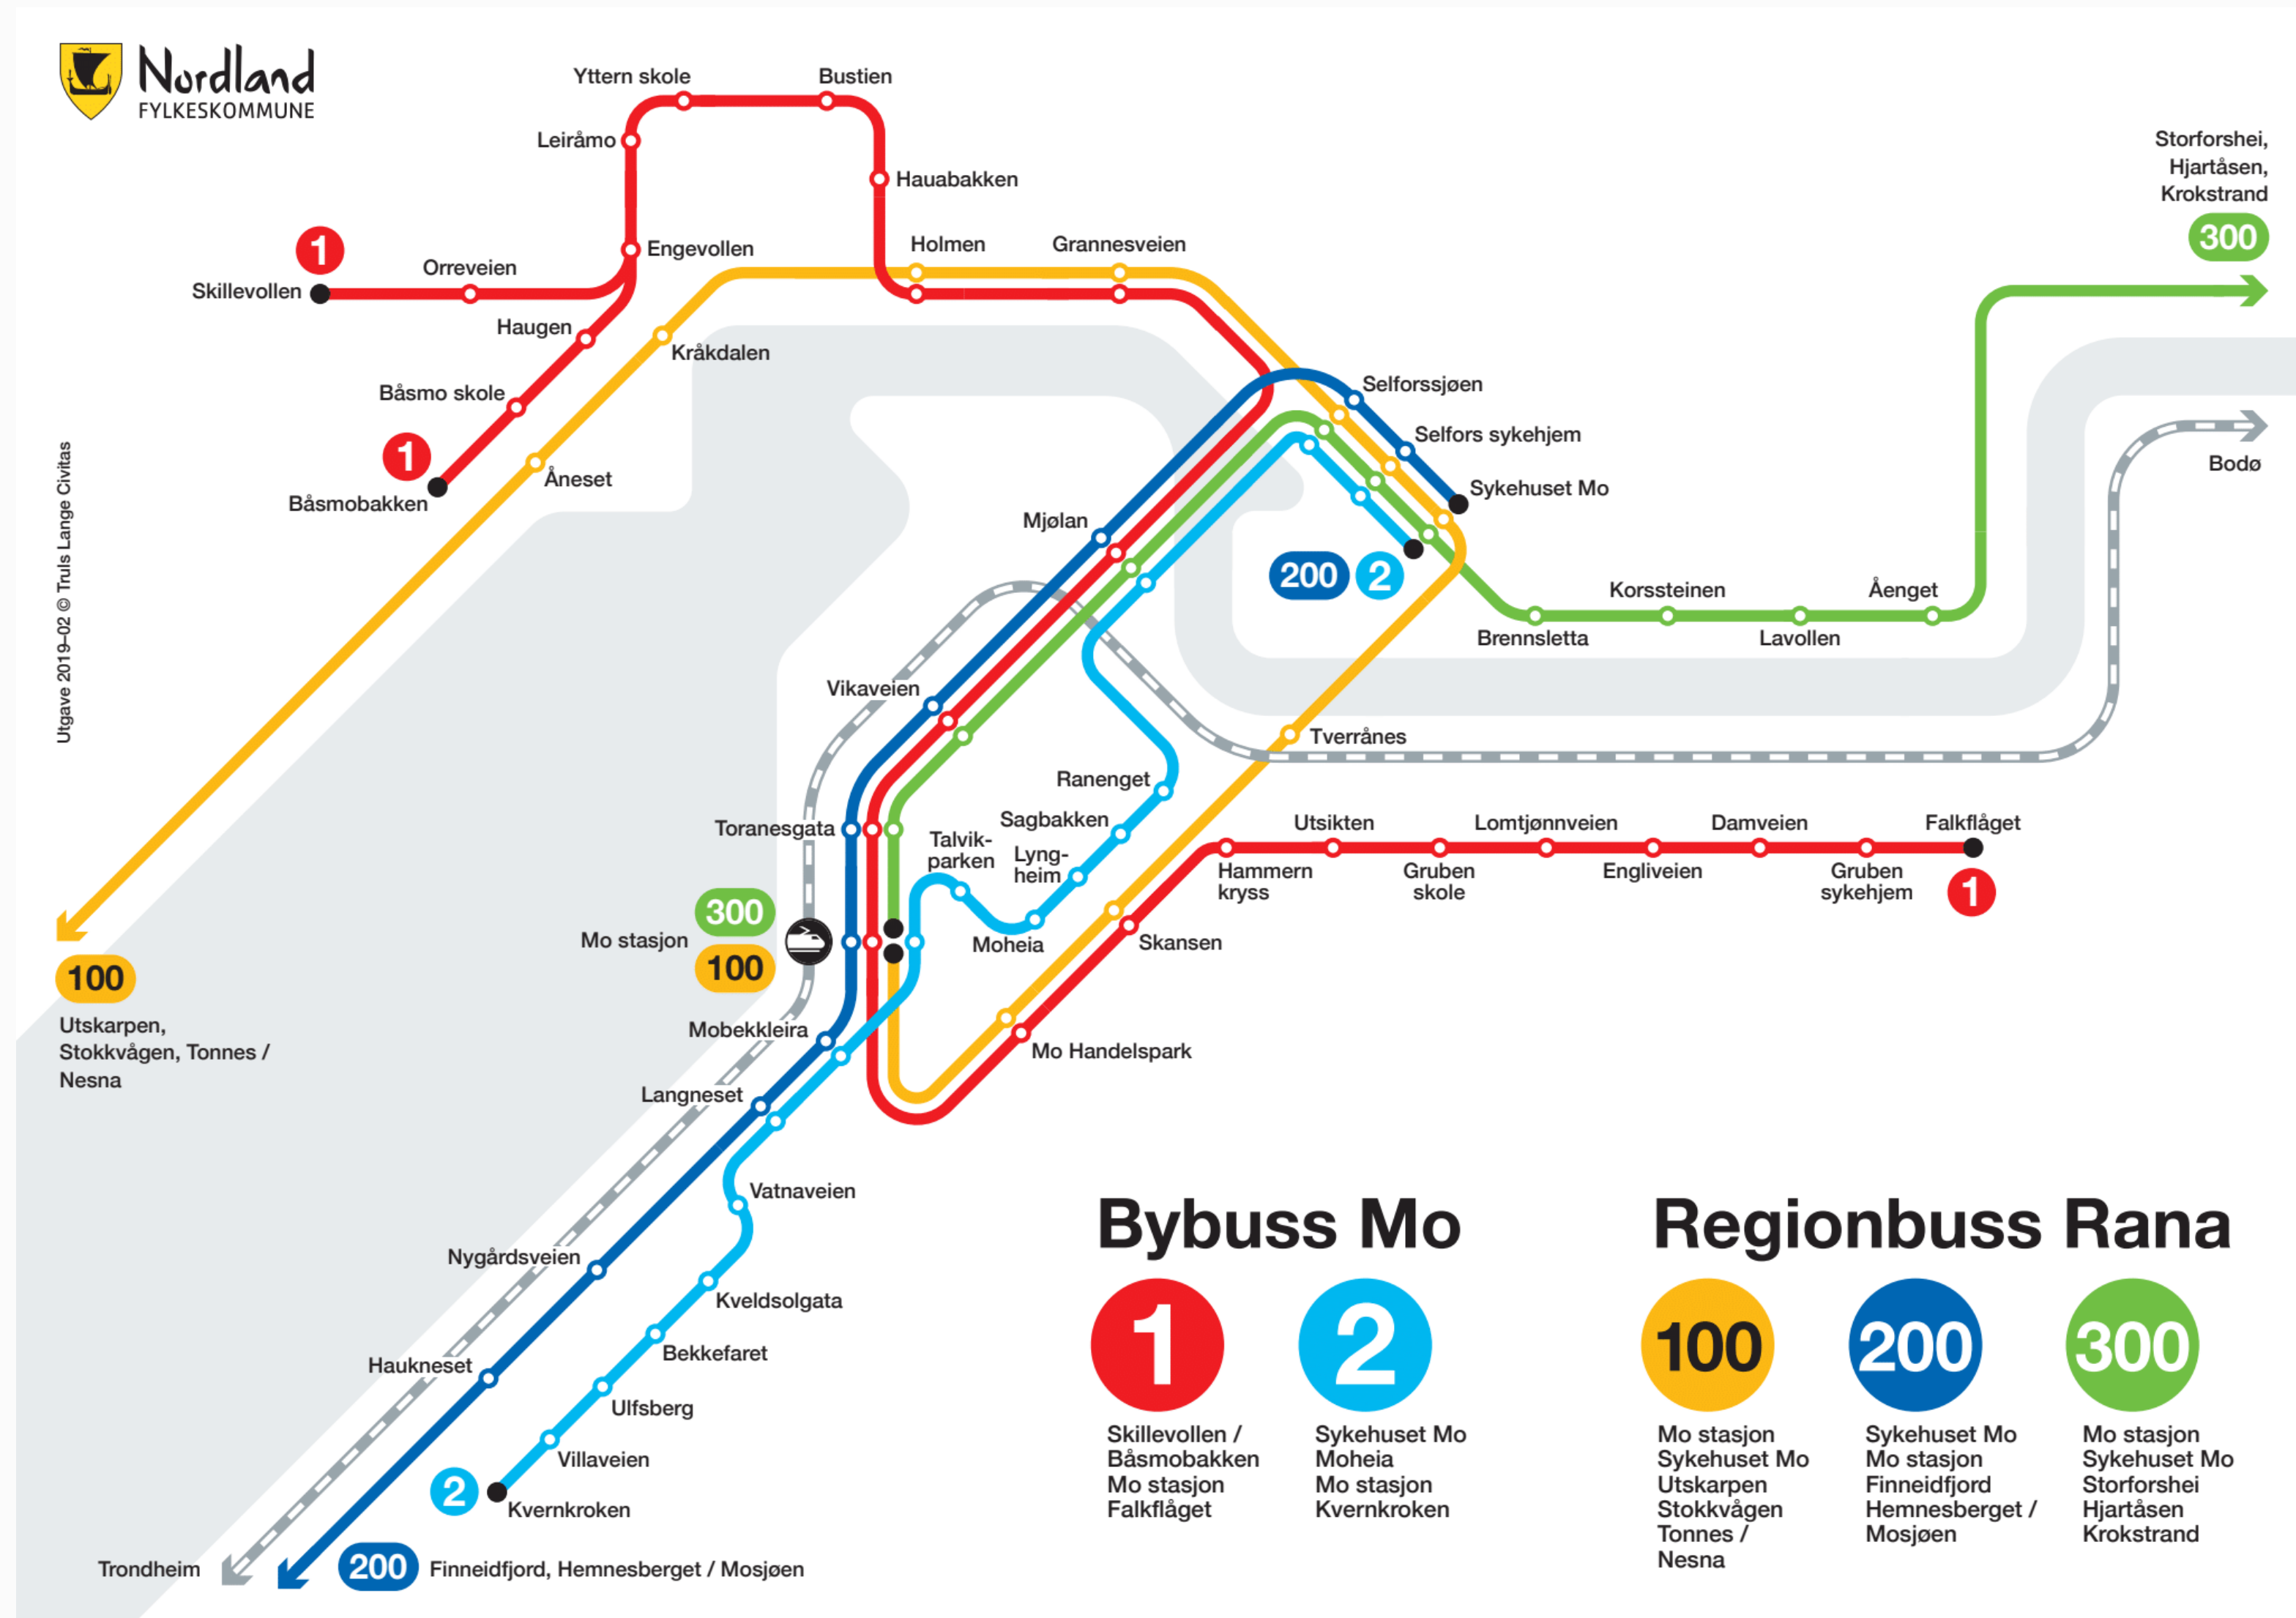 Nordland
FYLKESKOMMUNE
Yttern skole
Bustien
Leiråmo
Hauabakken
Storforshei,
Hjartåsen,
Krokstrand
300
1
Engevollen
Holmen
Grannesveien
Orreveien
Skillevollen
Haugen
Kråkdalen
Båsmo skole
1
Båsmobakken
Åneset
Selforssjøen
Selfors sykehjem
Sykehuset Mo
Bodø
Mjølan
200
2
Korssteinen
Åenget
Brennsletta
Lavollen
Utgave 2019–02 © Truls Lange Civitas
Vikaveien
Tverrånes
Ranenget
Sagbakken
Toranesgata
Talvik-
parken
Lyng-
heim
Moheia
Utsikten
Lomtjønnveien
Damveien
Falkflåget
Hammern
kryss
Gruben
skole
Engliveien
Gruben
sykehjem
1
300
Mo stasjon
100
Skansen
100
Utskarpen,
Stokkvågen, Tonnes /
Nesna
Mobekkleira
Mo Handelspark
Langneset
Vatnaveien
Nygårdsveien
Kveldsolgata
Bekkefaret
Haukneset
Ulfsberg
Villaveien
2
Kvernkroken
Trondheim
200
Finneidfjord, Hemnesberget / Mosjøen
Bybuss Mo
1
Skillevollen /
Båsmobakken
Mo stasjon
Falkflåget
2
Sykehuset Mo
Moheia
Mo stasjon
Kvernkroken
Regionbuss Rana
100
Mo stasjon
Sykehuset Mo
Utskarpen
Stokkvågen
Tonnes /
Nesna
200
Sykehuset Mo
Mo stasjon
Finneidfjord
Hemnesberget /
Mosjøen
300
Mo stasjon
Sykehuset Mo
Storforshei
Hjartåsen
Krokstrand